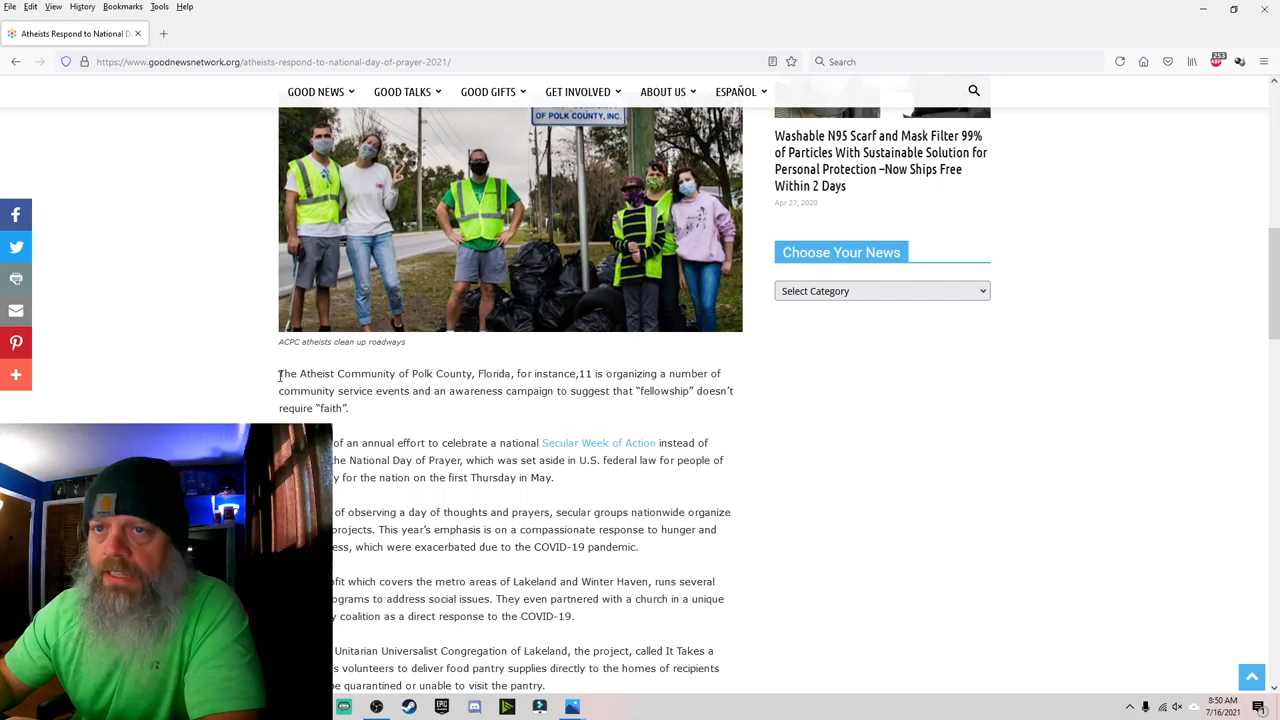 File Edit View History Bookmarks Tools Help
Atheists Respond to National D
https://www.goodnewsnetwork.org/atheists-respond-to-national-day-of-prayer-2021/
Search
253
ABP
GOOD NEWS GOOD TALKS GOOD GIFTS GET INVOLVED ABOUT US ESPAÑOL
OF POLK COUNTY, INC.
Washable N95 Scarf and Mask Filter 99%
of Particles With Sustainable Solution for
Personal Protection –Now Ships Free
Within 2 Days
Apr 27, 2020
Choose Your News
Select Category
ACPC atheists clean up roadways
The Atheist Community of Polk County, Florida, for instance,11 is organizing a number of
community service events and an awareness campaign to suggest that “fellowship” doesn’t
require “faith”.
of an annual effort to celebrate a national Secular Week of Action instead of
the National Day of Prayer, which was set aside in U.S. federal law for people of
y for the nation on the first Thursday in May.
of observing a day of thoughts and prayers, secular groups nationwide organize
rojects. This year’s emphasis is on a compassionate response to hunger and
ess, which were exacerbated due to the COVID-19 pandemic.
fit which covers the metro areas of Lakeland and Winter Haven, runs several
ograms to address social issues. They even partnered with a church in a unique
y coalition as a direct response to the COVID-19.
Unitarian Universalist Congregation of Lakeland, the project, called It Takes a
s volunteers to deliver food pantry supplies directly to the homes of recipients
be quarantined or unable to visit the pantry.
EPIC
8:50 AM
7/16/2021